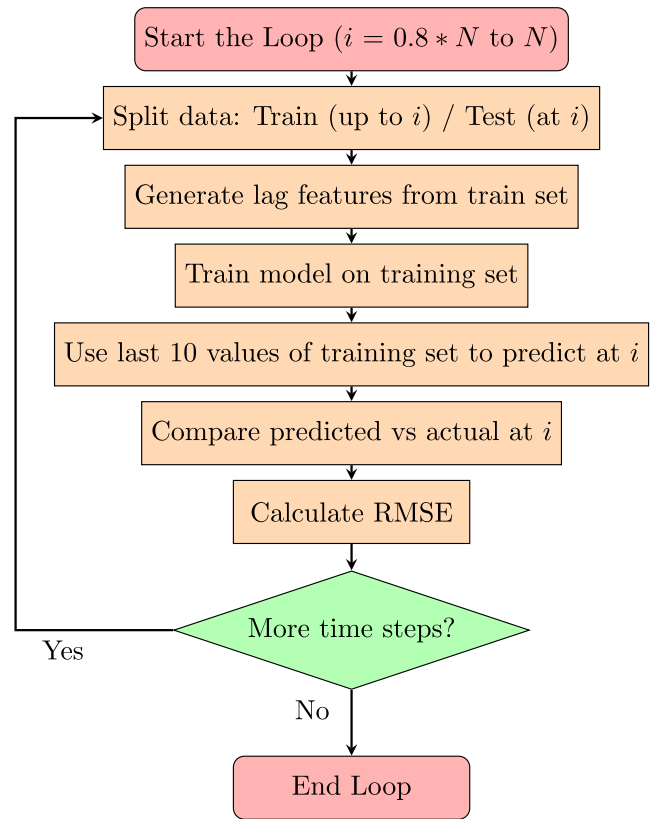 Start the Loop (i = 0.8 ∗ N to N)
Split data: Train (up to i) / Test (at i)
Generate lag features from train set
Train model on training set
Use last 10 values of training set to predict at i
Compare predicted vs actual at i
Calculate RMSE
More time steps?
Yes
No
End Loop